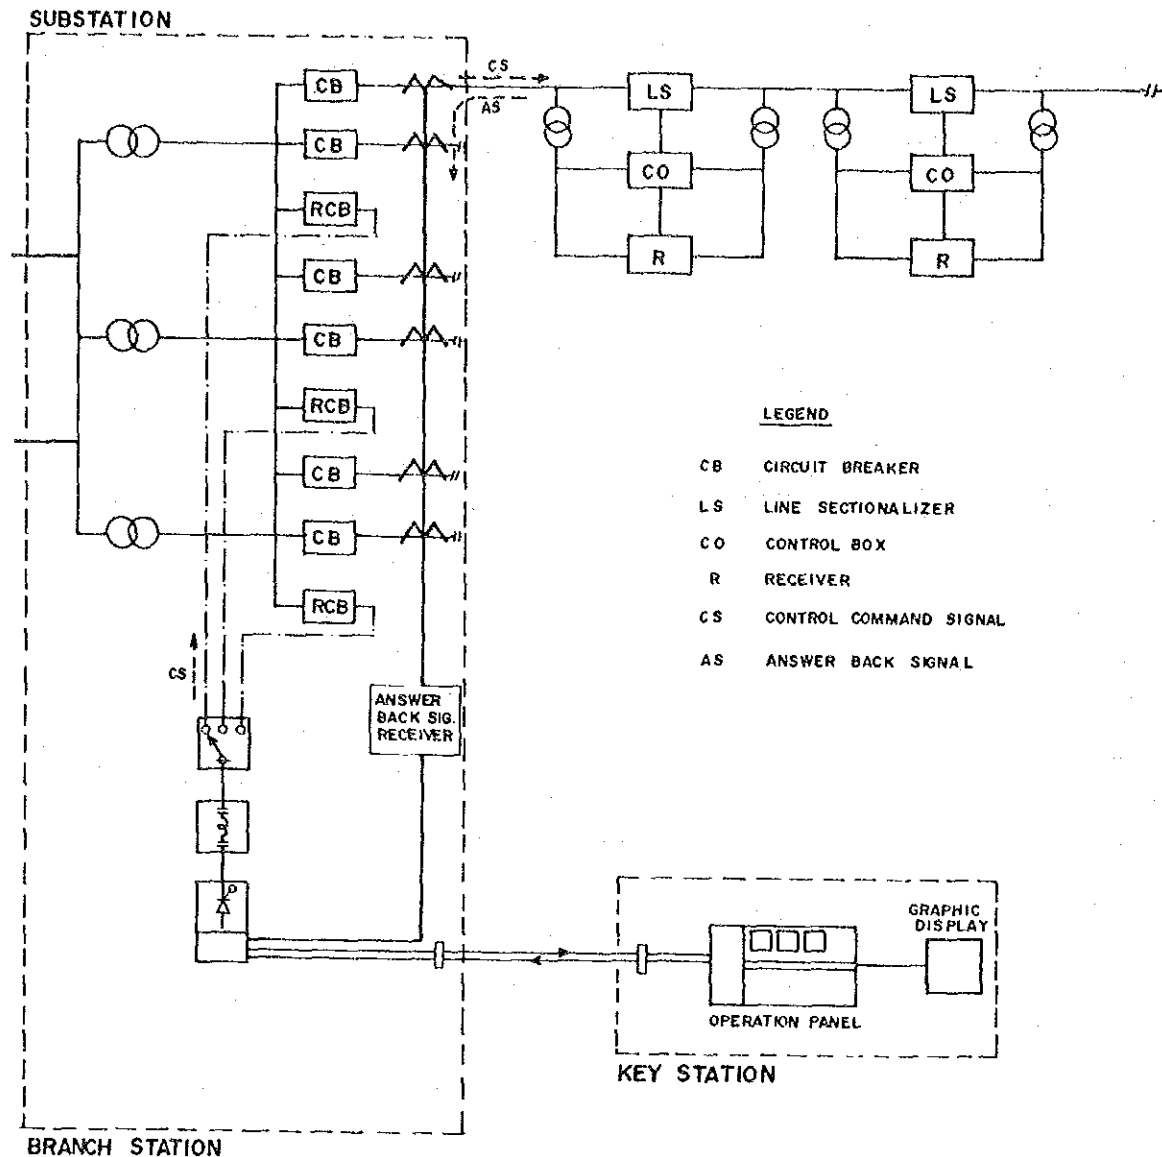 SUBSTATION
CS
AS
CB
CB
RCB
CB
CB
RCB
CB
CB
RCB
LS
CO
R
LS
CO
R
LEGEND
CB CIRCUIT BREAKER
LS LINE SECTIONALIZER
CO CONTROL BOX
R RECEIVER
CS CONTROL COMMAND SIGNAL
AS ANSWER BACK SIGNAL
CS
ANSWER
BACK SIG.
RECEIVER
GRAPHIC
DISPLAY
OPERATION PANEL
KEY STATION
BRANCH STATION